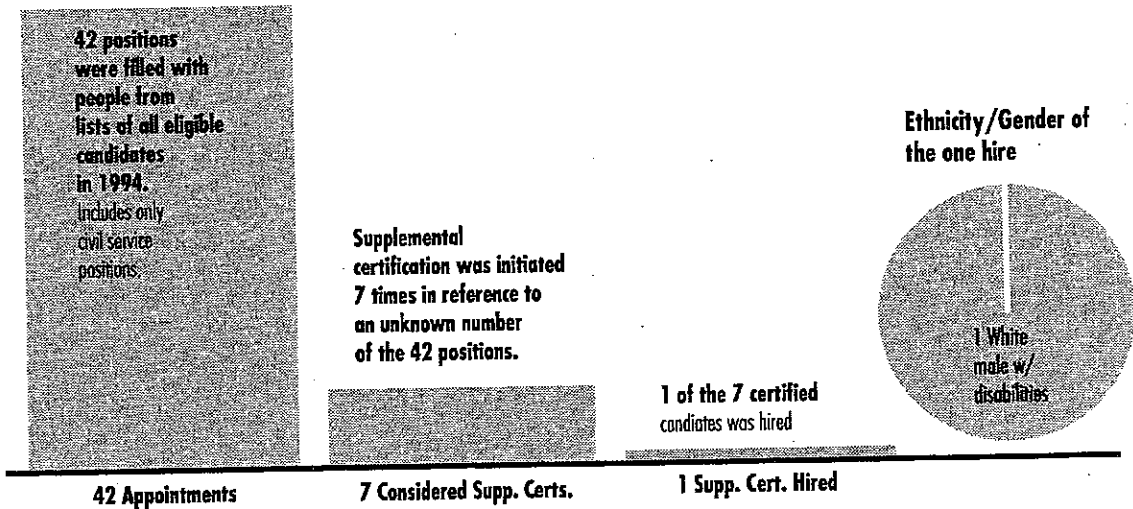 42 positions
were filled with
people from
lists of all eligible
candidates
in 1994.
Includes only
civil service
positions.
Supplemental
certification was initiated
7 times in reference to
an unknown number
of the 42 positions.
1 of the 7 certified
candiates was hired
Ethnicity/Gender of
the one hire
1 White
male w/
disabilities
42 Appointments
7 Considered Supp. Certs.
1 Supp. Cert. Hired